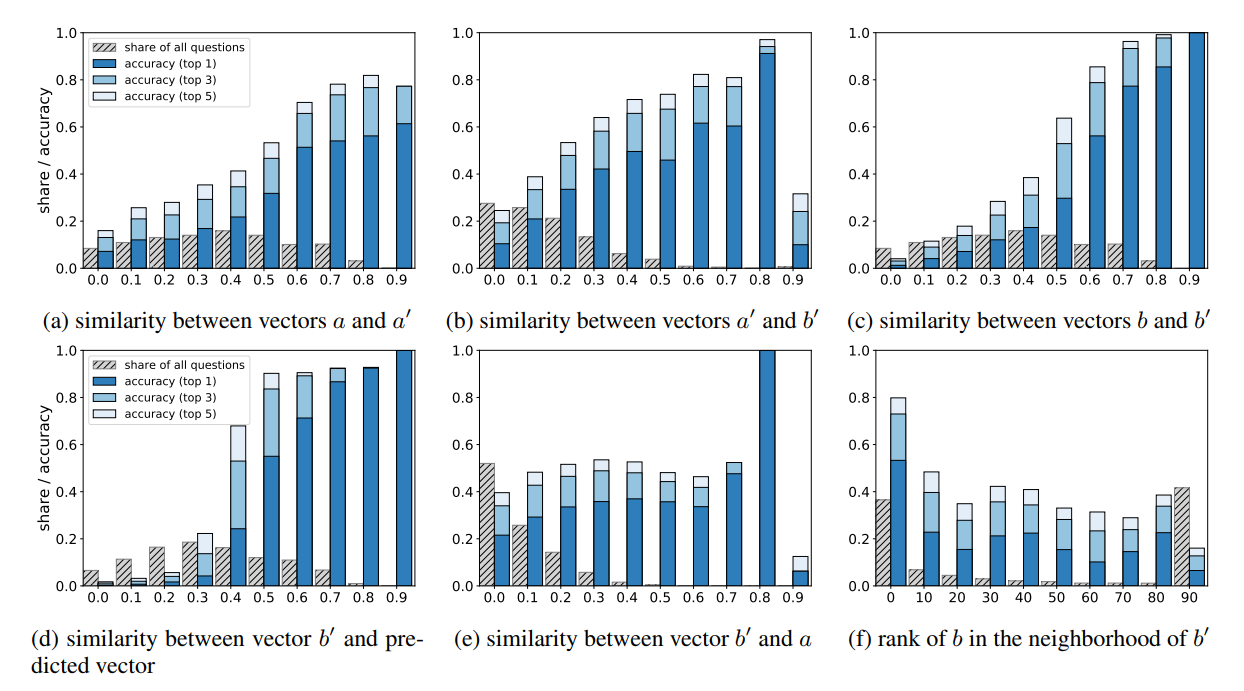 share / accuracy
1.0
0.8
0.6
0.4
0.2
0.0
share of all questions
accuracy (top 1)
accuracy (top 3)
accuracy (top 5)
0.0 0.1 0.2 0.3 0.4 0.5 0.6 0.7 0.8 0.9
(a) similarity between vectors a and a′
1.0
0.8
0.6
0.4
0.2
0.0
0.0 0.1 0.2 0.3 0.4 0.5 0.6 0.7 0.8 0.9
(b) similarity between vectors a′ and b′
1.0
0.8
0.6
0.4
0.2
0.0
0.0 0.1 0.2 0.3 0.4 0.5 0.6 0.7 0.8 0.9
(c) similarity between vectors b and b′
share / accuracy
1.0
0.8
0.6
0.4
0.2
0.0
share of all questions
accuracy (top 1)
accuracy (top 3)
accuracy (top 5)
0.0 0.1 0.2 0.3 0.4 0.5 0.6 0.7 0.8 0.9
(d) similarity between vector b′ and pre-
dicted vector
1.0
0.8
0.6
0.4
0.2
0.0
0.0 0.1 0.2 0.3 0.4 0.5 0.6 0.7 0.8 0.9
(e) similarity between vector b′ and a
1.0
0.8
0.6
0.4
0.2
0.0
0 10 20 30 40 50 60 70 80 90
(f) rank of b in the neighborhood of b′